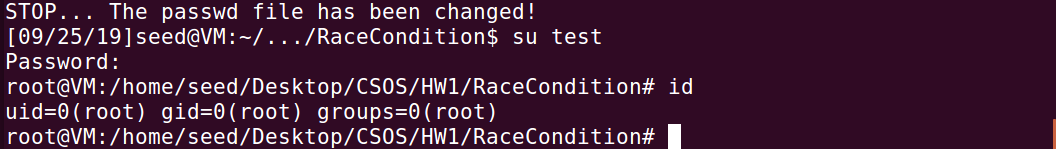 STOP... The passwd file has been changed!
[09/25/19]seed@VM:~/.../RaceCondition$ su test
Password:
root@VM:/home/seed/Desktop/CSOS/HW1/RaceCondition# id
uid=0(root) gid=0(root) groups=0(root)
root@VM:/home/seed/Desktop/CSOS/HW1/RaceCondition#